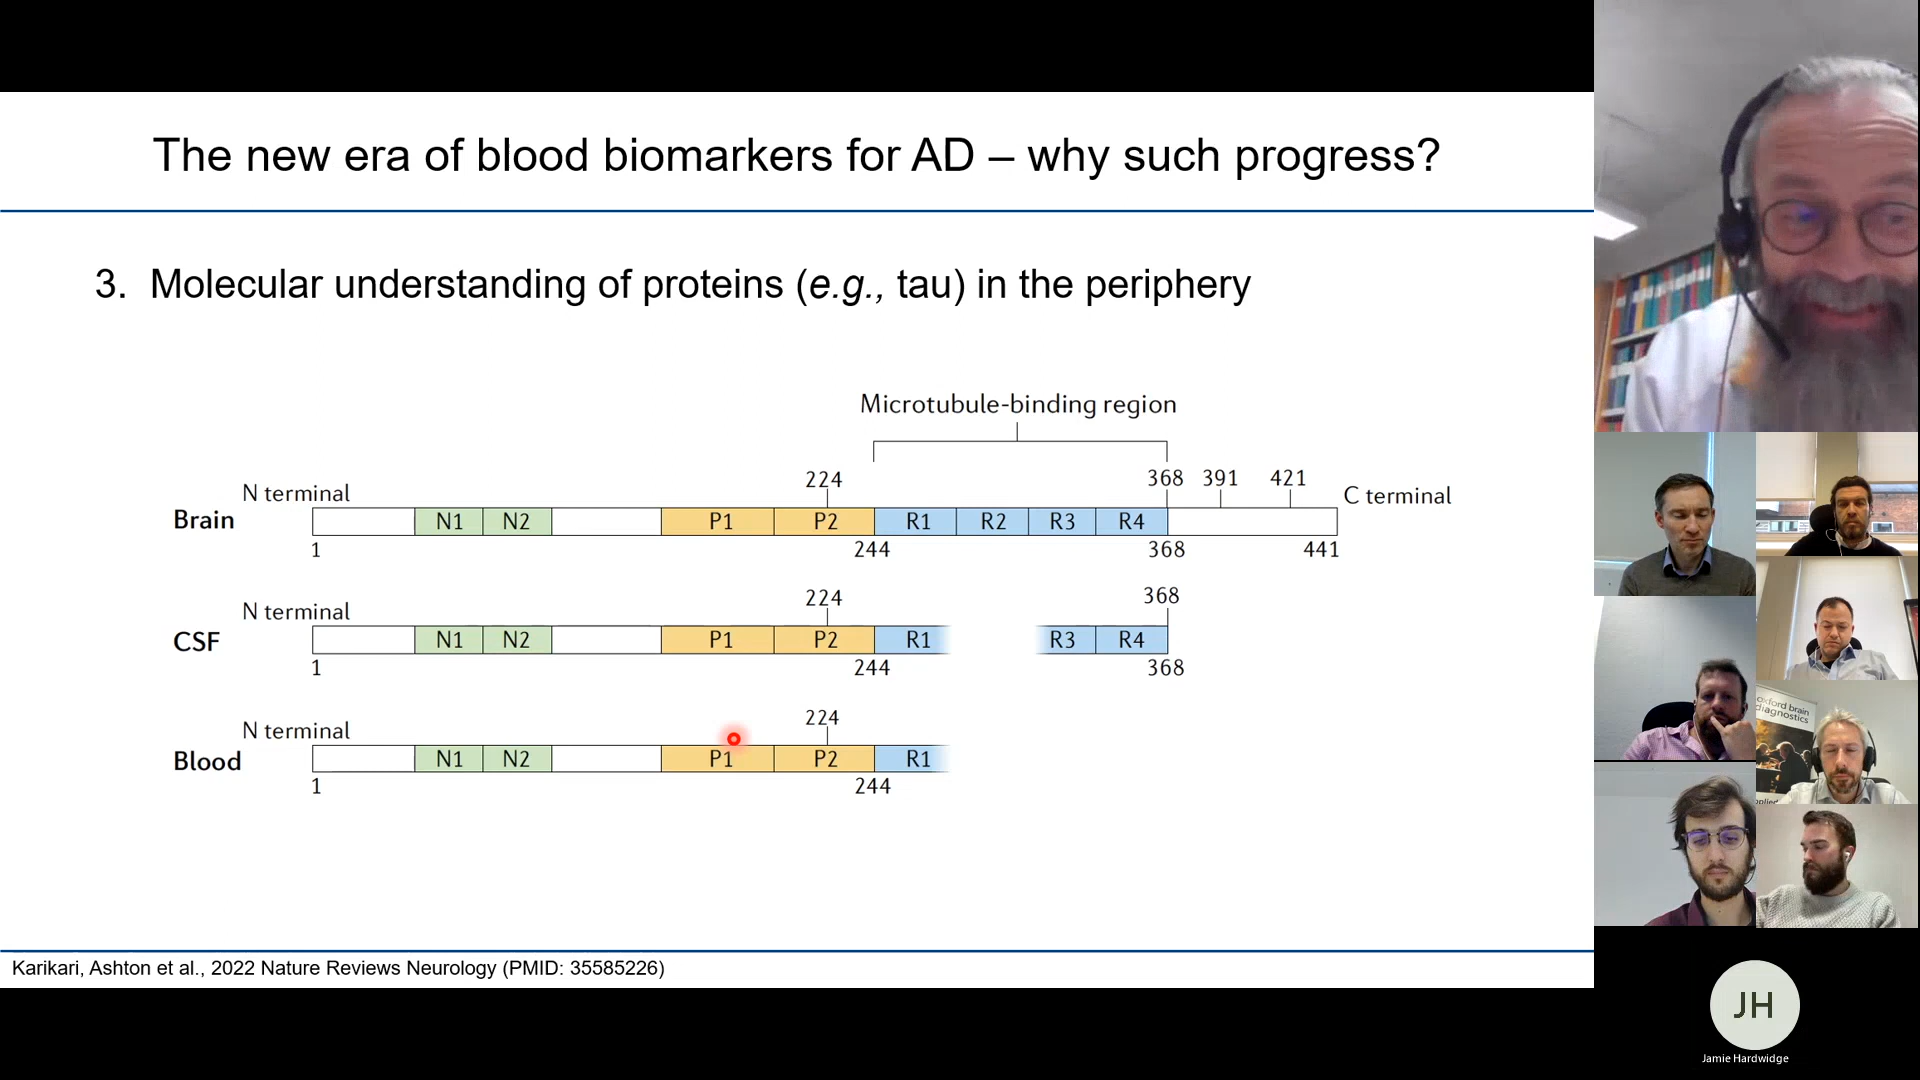 The new era of blood biomarkers for AD – why such progress?
3. Molecular understanding of proteins (e.g., tau) in the periphery
Microtubule-binding region
224 368 391 421
N terminal C terminal
Brain N1 N2 P1 P2 R1 R2 R3 R4
1 244 368 441
224 368
N terminal
CSF N1 N2 P1 P2 R1 R3 R4
1 244 368
224
N terminal
Blood N1 N2 P1 P2 R1
1 244
Karikari, Ashton et al., 2022 Nature Reviews Neurology (PMID: 35585226)
oxford brain
diagnostics
JH
Jamie Hardwidge